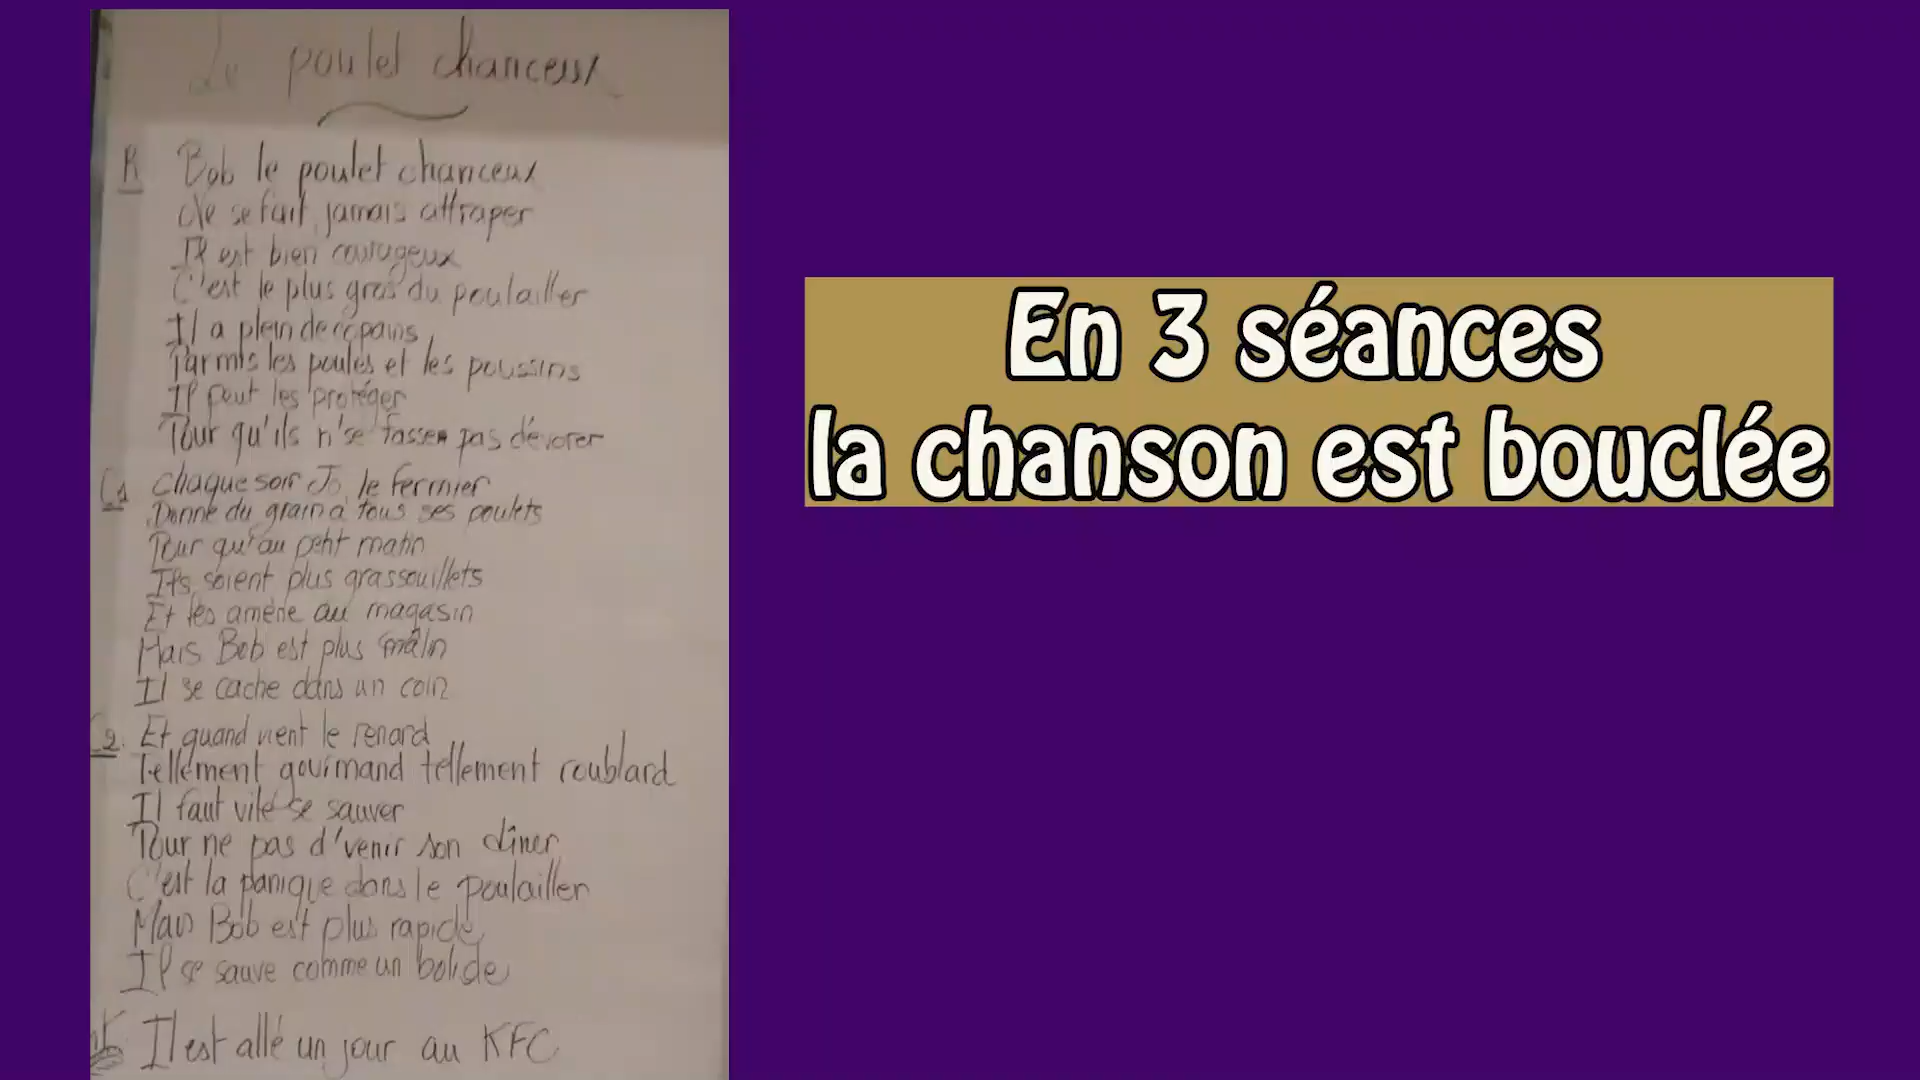 Le poulet chanceux
R Bob le poulet chanceux
Ne se fait jamais attraper
Il est bien courageux
C'est le plus gros du poulailler
Il a plein de copains
Parmis les poules et les poussins
Il peut les protéger
Pour qu'ils n'se fassen pas dévorer
C1 Chaque soir Jo le fermier
Donne du grain à tous ses poulets
Pour qu'au petit matin
Ils soient plus grassouillets
Et les amène au magasin
Mais Bob est plus malin
Il se cache dans un coin
C2 Et quand vient le renard
Tellement gourmand tellement roublard
Il faut vite se sauver
Pour ne pas d'venir son dîner
C'est la panique dans le poulailler
Mais Bob est plus rapide
Il se sauve comme un bolide
Il est allé un jour au KFC
En 3 séances
la chanson est bouclée